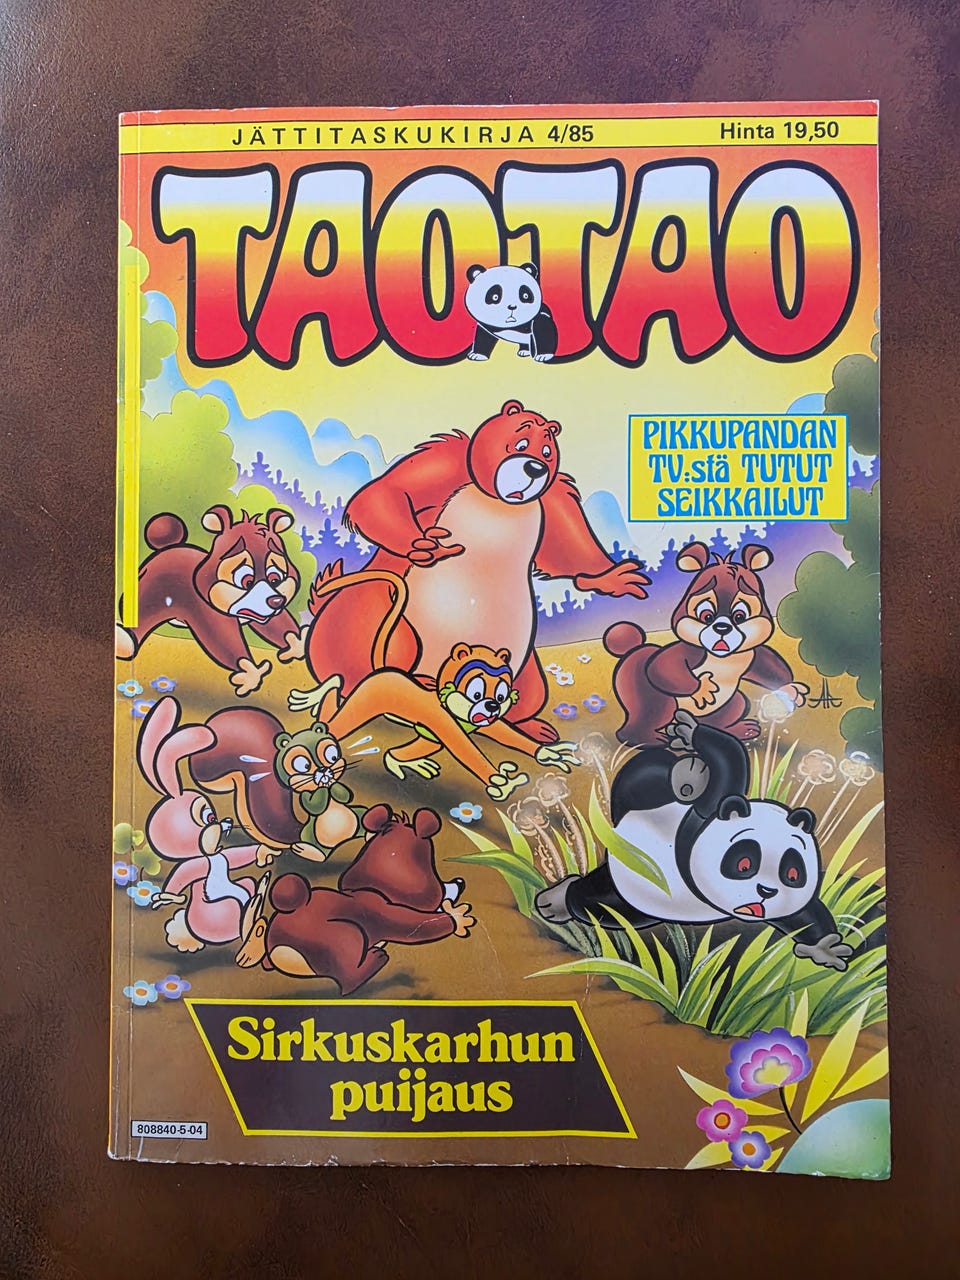 JÄTTITASKUKIRJA 4/85
Hinta 19,50
TAOTAO
PIKKUPANDAN
TV:stä TUTUT
SEIKKAILUT
Sirkuskarhun
puijaus
808840-5-04